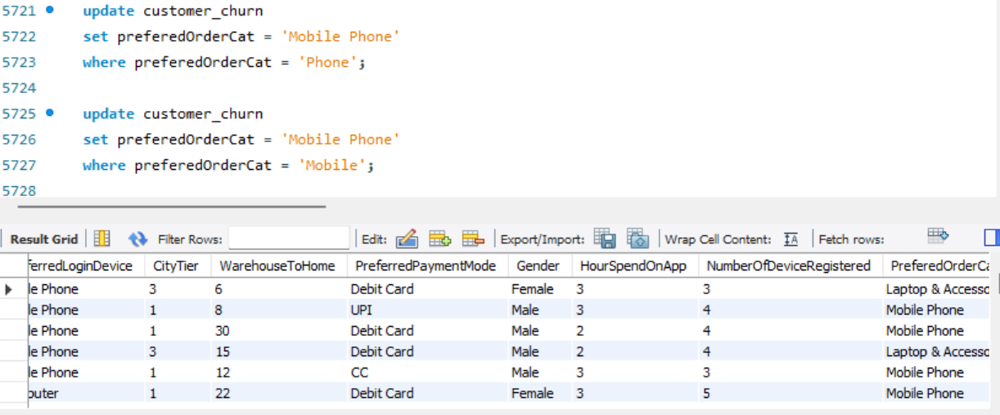 5721 update customer_churn
5722 set preferedOrderCat = 'Mobile Phone'
5723 where preferedOrderCat = 'Phone';
5724
5725 update customer_churn
5726 set preferedOrderCat = 'Mobile Phone'
5727 where preferedOrderCat = 'Mobile';
5728
Result Grid Filter Rows: Edit: Export/Import: Wrap Cell Content: IA Fetch rows:
ferredLoginDevice CityTier WarehouseToHome PreferredPaymentMode Gender HourSpendOnApp NumberOfDeviceRegistered PreferedOrderCa
le Phone 3 6 Debit Card Female 3 3 Laptop & Accesso
le Phone 1 8 UPI Male 3 4 Mobile Phone
le Phone 1 30 Debit Card Male 2 4 Mobile Phone
le Phone 3 15 Debit Card Male 2 4 Laptop & Accesso
le Phone 1 12 CC Male 3 3 Mobile Phone
puter 1 22 Debit Card Female 3 5 Mobile Phone